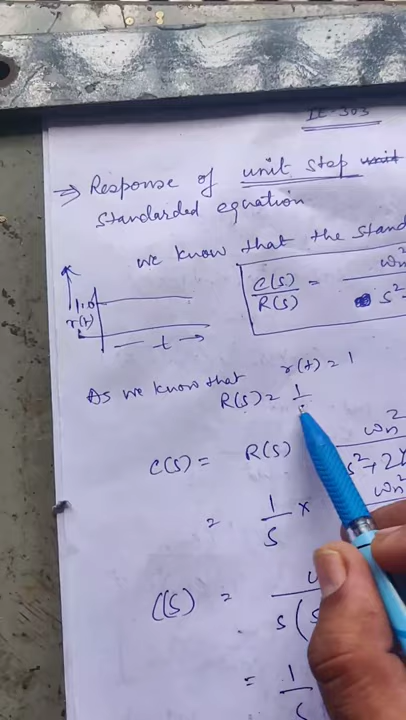 IE-303
⇒ Response of unit step unit
standarded equation
we know that the stand
C(s)/R(s) = ωn²/s²
1.0
r(t)
t →
r(t) = 1
As we know that
R(s) = 1/
C(s) = R(s) ωn²/s²+2
= 1/s × ωn²
C(s) = /s(s
= 1/s